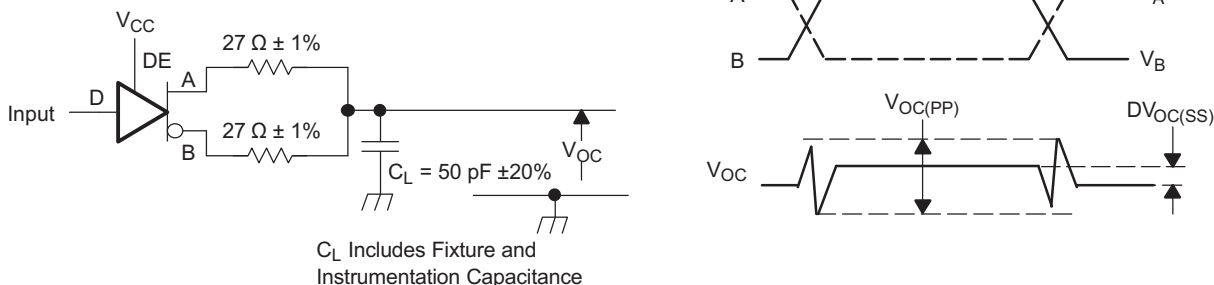 V_CC
DE
27 Ω ± 1%
A
Input
D
27 Ω ± 1%
B
V_OC
C_L = 50 pF ±20%
C_L Includes Fixture and
Instrumentation Capacitance
B
V_B
V_OC(PP)
DV_OC(SS)
V_OC